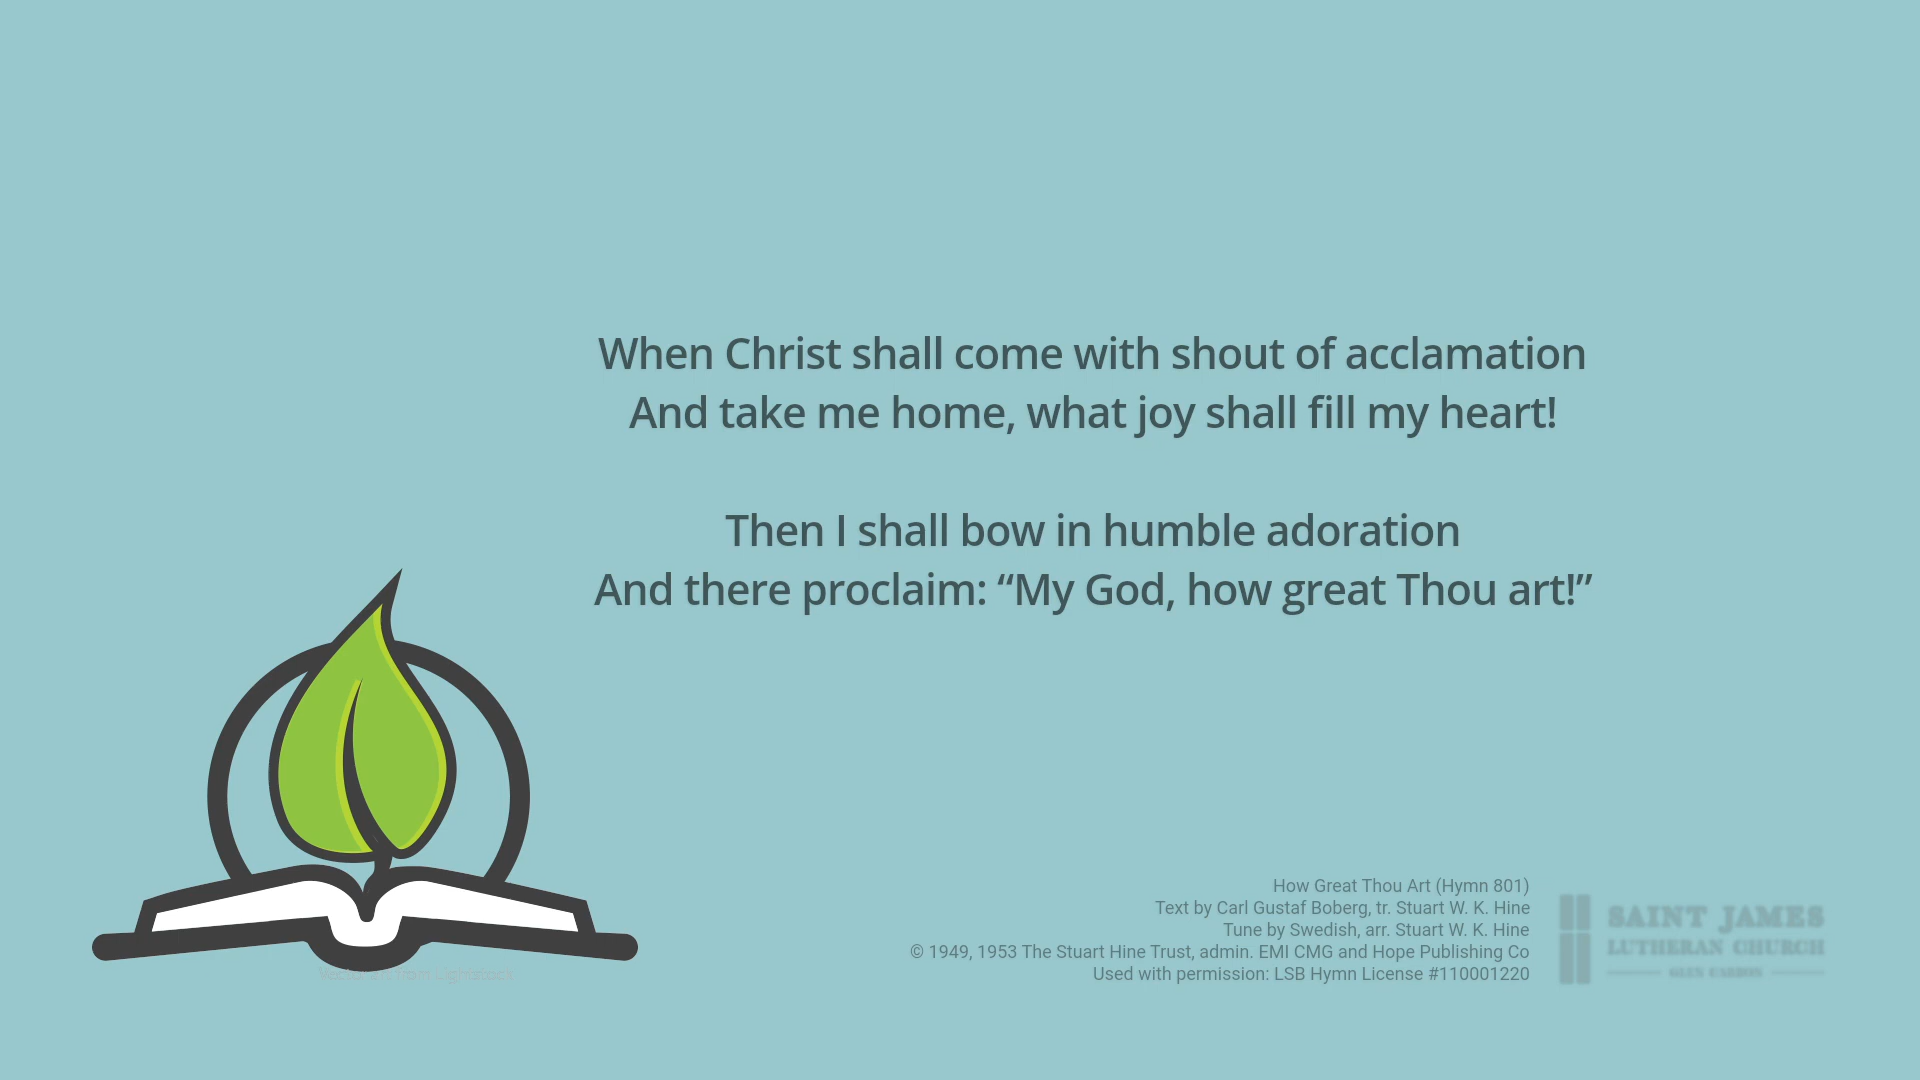 When Christ shall come with shout of acclamation
And take me home, what joy shall fill my heart!
Then I shall bow in humble adoration
And there proclaim: “My God, how great Thou art!”
How Great Thou Art (Hymn 801)
Text by Carl Gustaf Boberg, tr. Stuart W. K. Hine
Tune by Swedish, arr. Stuart W. K. Hine
© 1949, 1953 The Stuart Hine Trust, admin. EMI CMG and Hope Publishing Co
Used with permission: LSB Hymn License #110001220
SAINT JAMES
LUTHERAN CHURCH
GLEN CARBON